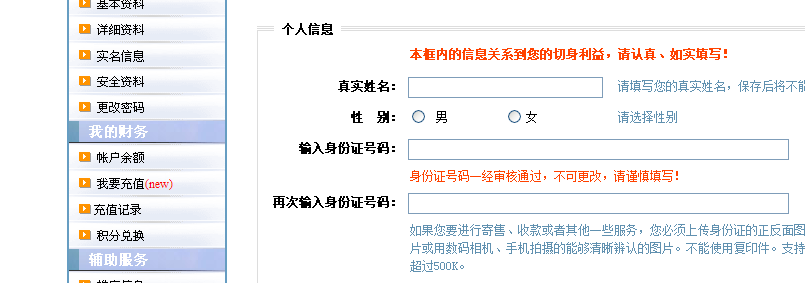 基本资料
详细资料
实名信息
安全资料
更改密码
我的财务
帐户余额
我要充值(new)
充值记录
积分兑换
辅助服务
个人信息
本框内的信息关系到您的切身利益，请认真、如实填写！
真实姓名： 请填写您的真实姓名，保存后将不能
性 别： 男 女 请选择性别
输入身份证号码：
身份证号码一经审核通过，不可更改，请谨慎填写！
再次输入身份证号码：
如果您要进行寄售、收款或者其他一些服务，您必须上传身份证的正反面图
片或用数码相机、手机拍摄的能够清晰辨认的图片。不能使用复印件。支持
超过500K。